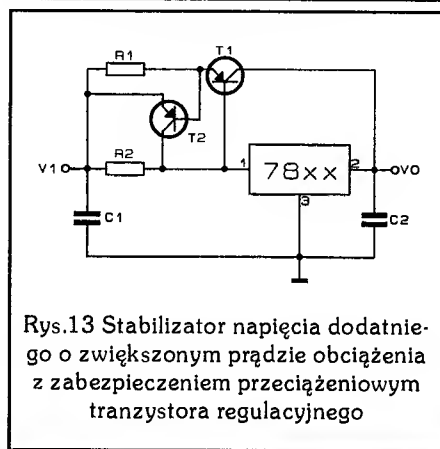 R1
T1
T2
V1
R2
1
78xx
2
VO
3
C1
C2
Rys.13 Stabilizator napięcia dodatnie-
go o zwiększonym prądzie obciążenia
z zabezpieczeniem przeciążeniowym
tranzystora regulacyjnego